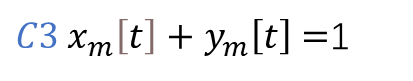 C3 xₘ[t] + yₘ[t] =1